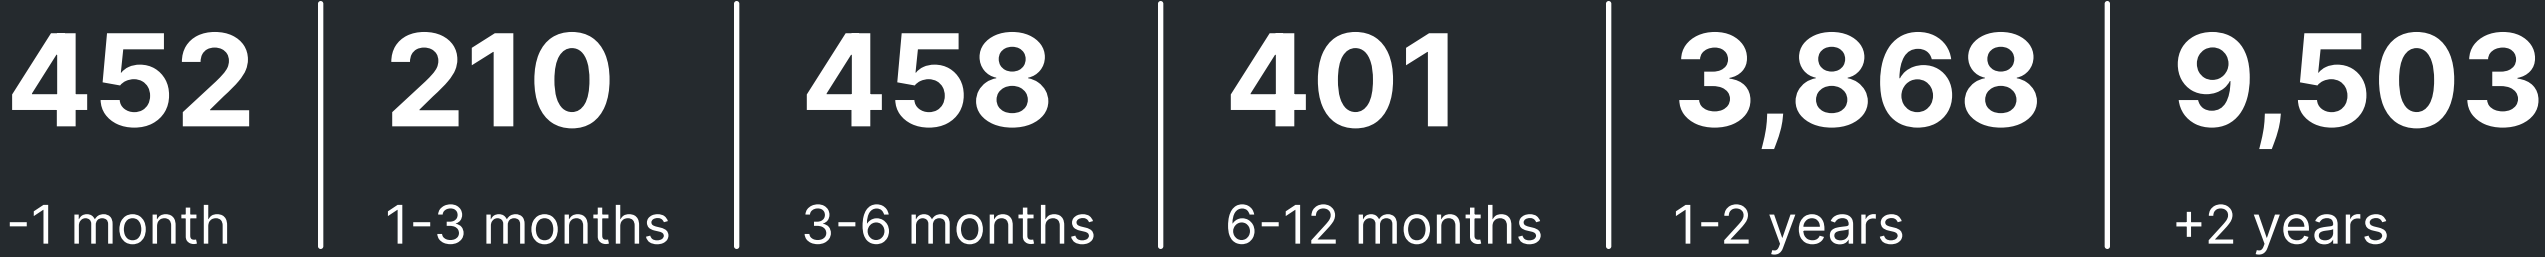 452 210 458 401 3,868 9,503
-1 month 1-3 months 3-6 months 6-12 months 1-2 years +2 years